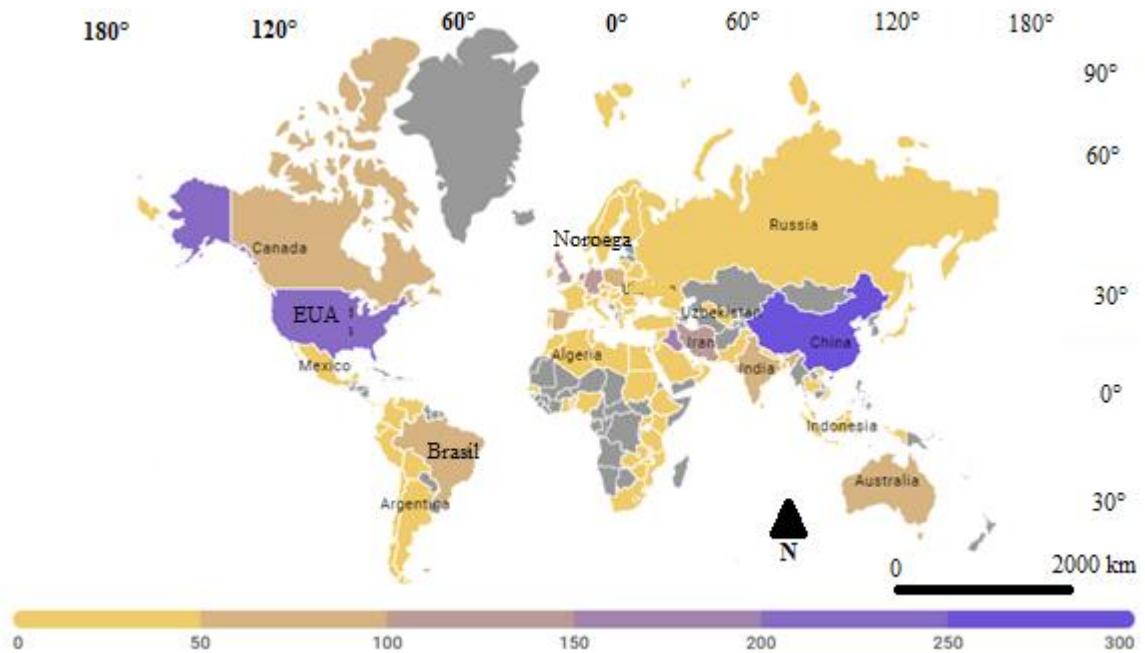 180° 120° 60° 0° 60° 120° 180°
90°
60°
Noroega
Russia
Canada
30°
EUA
Uzbekistan
China
Iran
Algeria
Mexico
India
0°
Indonesia
Brasil
Australia
Argentica
30°
N
0 2000 km
0 50 100 150 200 250 300